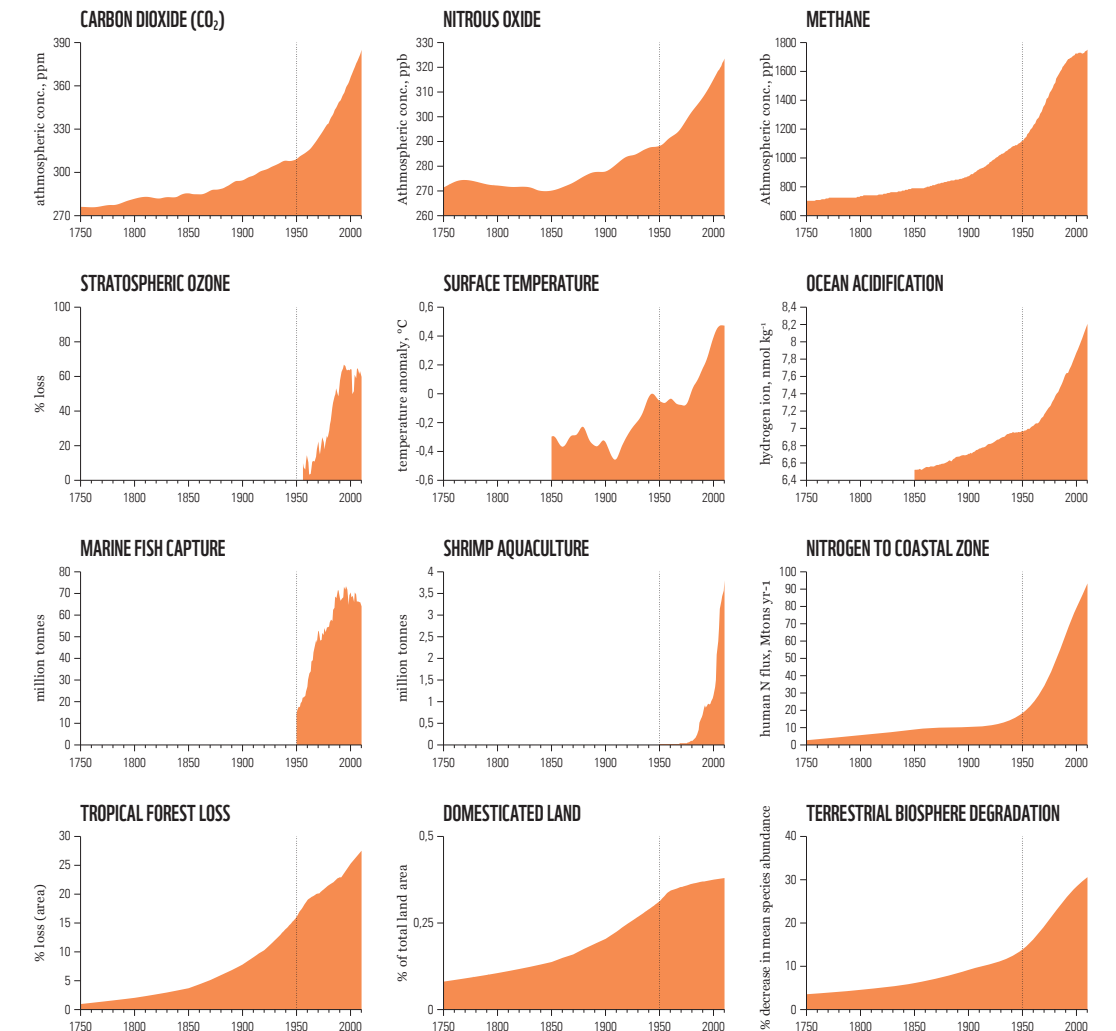 CARBON DIOXIDE (CO₂)
athmospheric conc., ppm
390
360
330
300
270
1750 1800 1850 1900 1950 2000
NITROUS OXIDE
Athmospheric conc., ppb
330
320
310
300
290
280
270
260
1750 1800 1850 1900 1950 2000
METHANE
Athmospheric conc., ppb
1800
1600
1400
1200
1000
800
600
1750 1800 1850 1900 1950 2000
STRATOSPHERIC OZONE
% loss
100
80
60
40
20
0
1750 1800 1850 1900 1950 2000
SURFACE TEMPERATURE
temperature anomaly, °C
0,6
0,4
0,2
0
-0,2
-0,4
-0,6
1750 1800 1850 1900 1950 2000
OCEAN ACIDIFICATION
hydrogen ion, nmol kg⁻¹
8,4
8,2
8
7,8
7,6
7,4
7,2
7
6,8
6,6
6,4
1750 1800 1850 1900 1950 2000
MARINE FISH CAPTURE
million tonnes
80
70
60
50
40
30
20
10
0
1750 1800 1850 1900 1950 2000
SHRIMP AQUACULTURE
million tonnes
4
3,5
3
2,5
2
1,5
1
0,5
0
1750 1800 1850 1900 1950 2000
NITROGEN TO COASTAL ZONE
human N flux, Mtons yr-1
100
90
80
70
60
50
40
30
20
10
0
1750 1800 1850 1900 1950 2000
TROPICAL FOREST LOSS
% loss (area)
30
25
20
15
10
5
0
1750 1800 1850 1900 1950 2000
DOMESTICATED LAND
% of total land area
0,5
0,25
0
1750 1800 1850 1900 1950 2000
TERRESTRIAL BIOSPHERE DEGRADATION
% decrease in mean species abundance
40
30
20
10
0
1750 1800 1850 1900 1950 2000